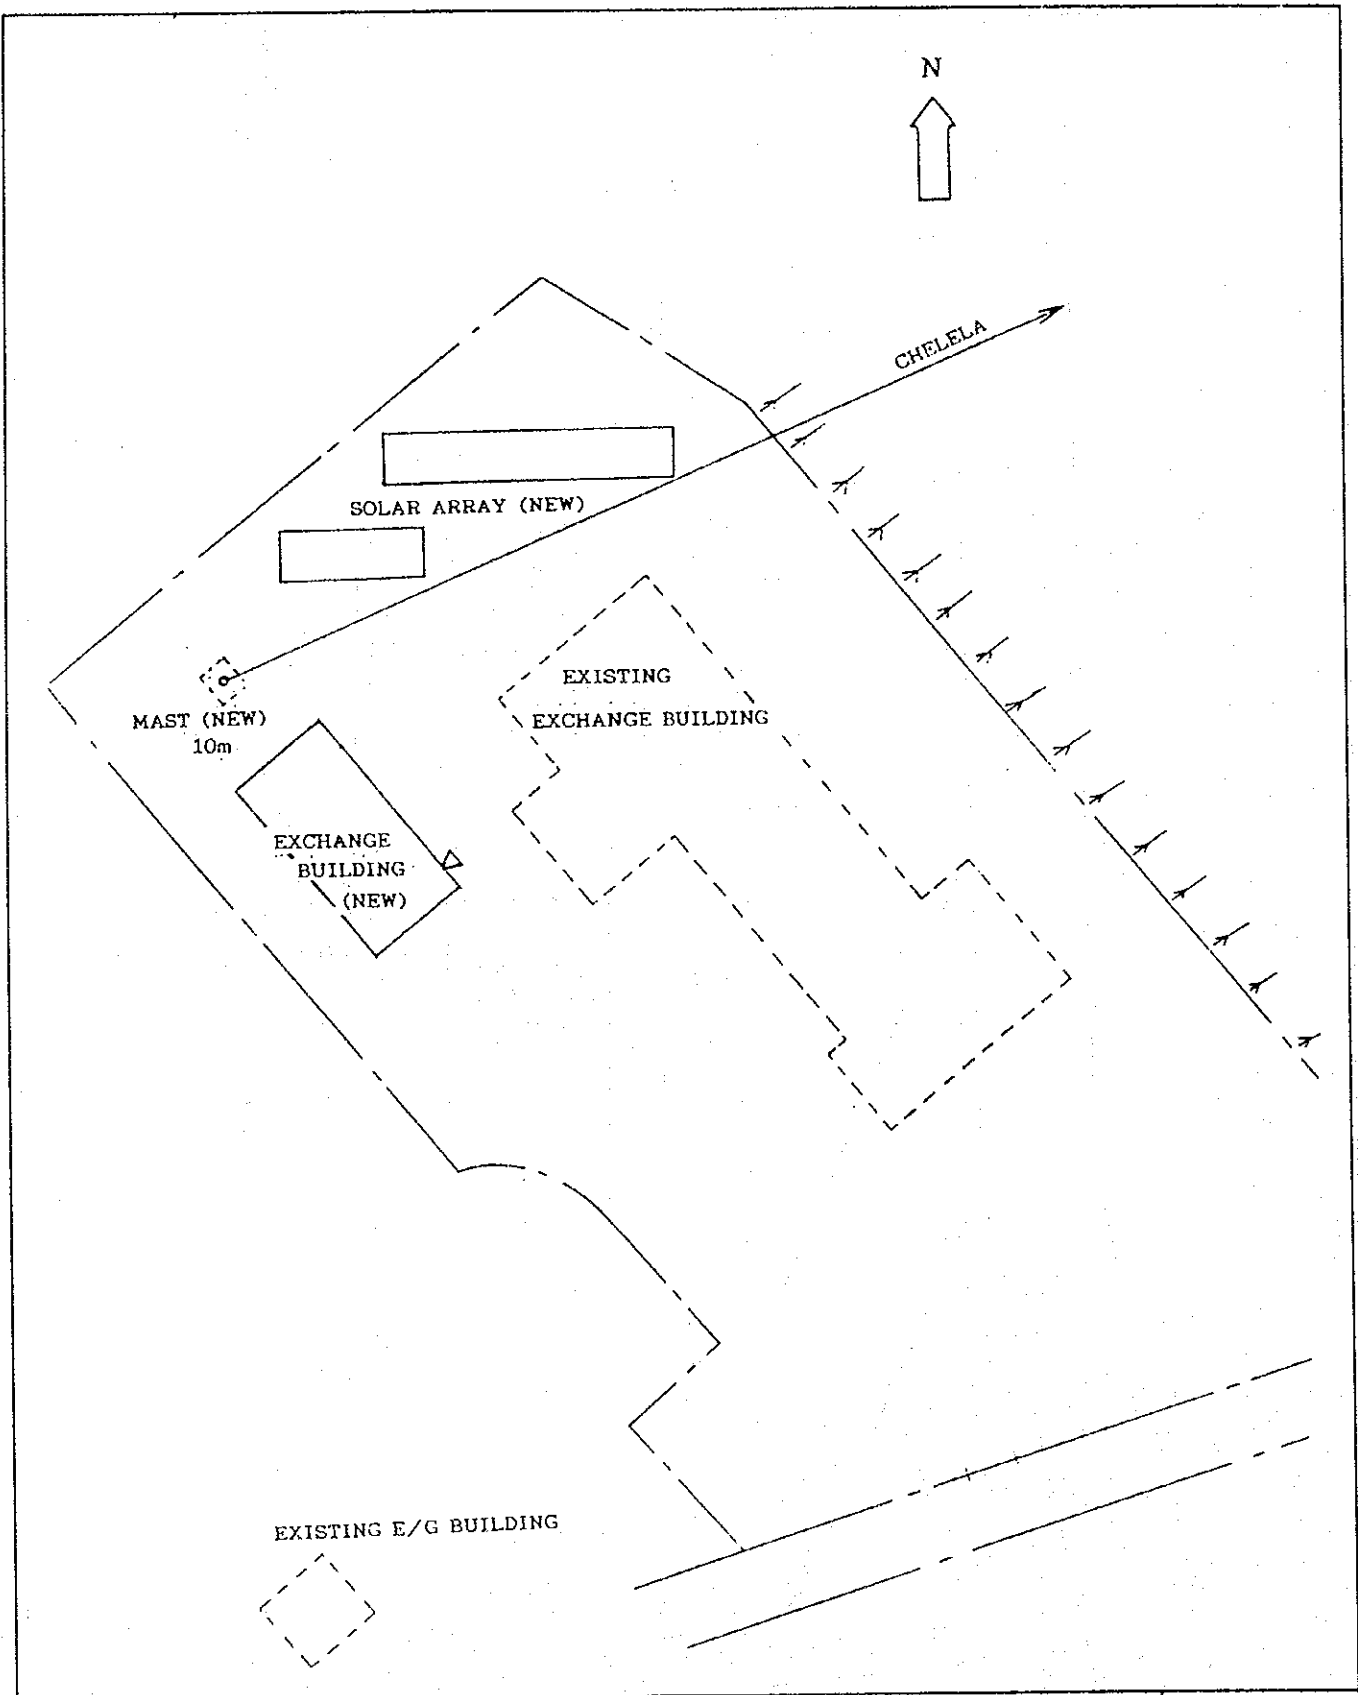 N
CHELELA
SOLAR ARRAY (NEW)
EXISTING
EXCHANGE BUILDING
MAST (NEW)
10m
EXCHANGE
BUILDING
(NEW)
EXISTING E/G BUILDING